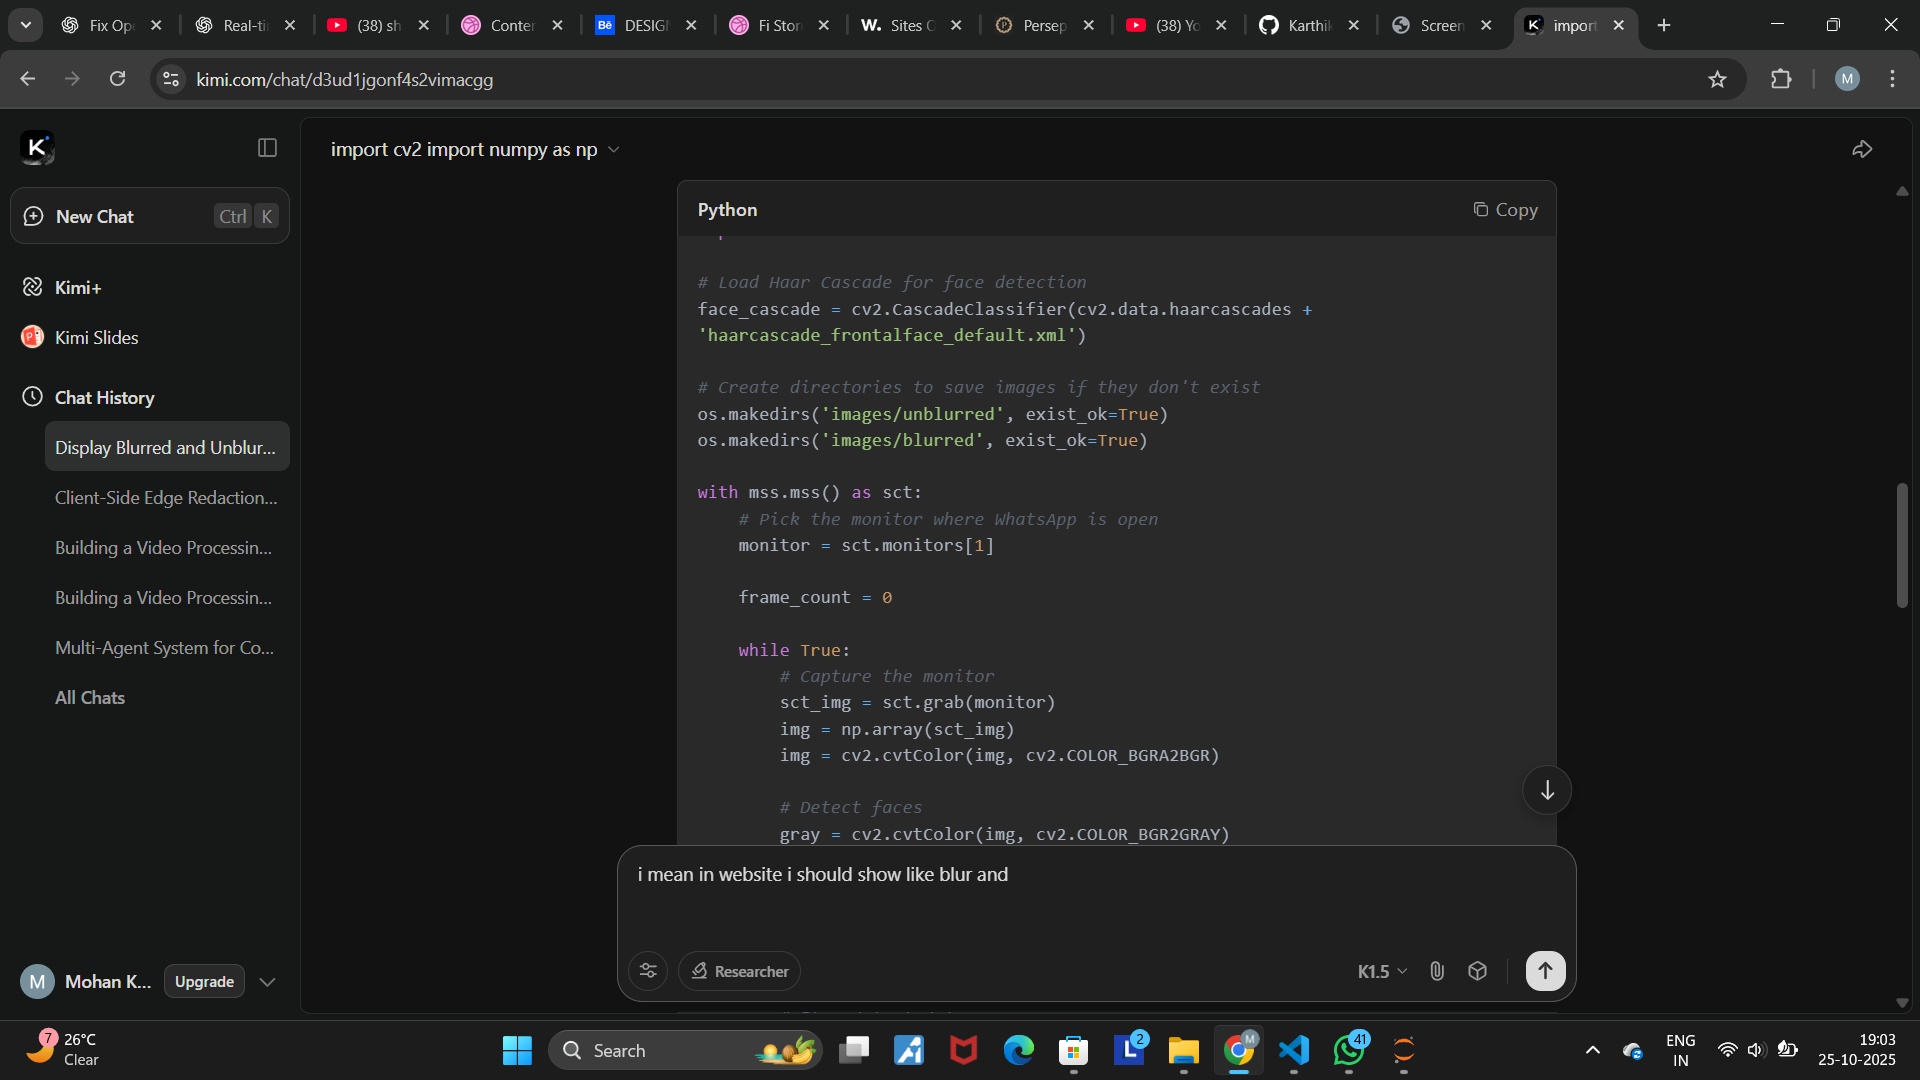 Fix Op
Real-ti
(38) sh
Conter
Bē
DESIG
Fi Stor
W.
Sites C
P
Persep
(38) Yo
Karthik
Screen
K
import
kimi.com/chat/d3ud1jgonf4s2vimacgg
M
K
import cv2 import numpy as np
New Chat
Ctrl K
Kimi+
Kimi Slides
Chat History
Display Blurred and Unblur...
Client-Side Edge Redaction...
Building a Video Processin...
Building a Video Processin...
Multi-Agent System for Co...
All Chats
M
Mohan K...
Upgrade
Python
Copy
# Load Haar Cascade for face detection
face_cascade = cv2.CascadeClassifier(cv2.data.haarcascades +
'haarcascade_frontalface_default.xml')
# Create directories to save images if they don't exist
os.makedirs('images/unblurred', exist_ok=True)
os.makedirs('images/blurred', exist_ok=True)
with mss.mss() as sct:
# Pick the monitor where WhatsApp is open
monitor = sct.monitors[1]
frame_count = 0
while True:
# Capture the monitor
sct_img = sct.grab(monitor)
img = np.array(sct_img)
img = cv2.cvtColor(img, cv2.COLOR_BGRA2BGR)
# Detect faces
gray = cv2.cvtColor(img, cv2.COLOR_BGR2GRAY)
i mean in website i should show like blur and
Researcher
K1.5
7
26°C
Clear
Search
L
2
M
41
ENG
IN
19:03
25-10-2025